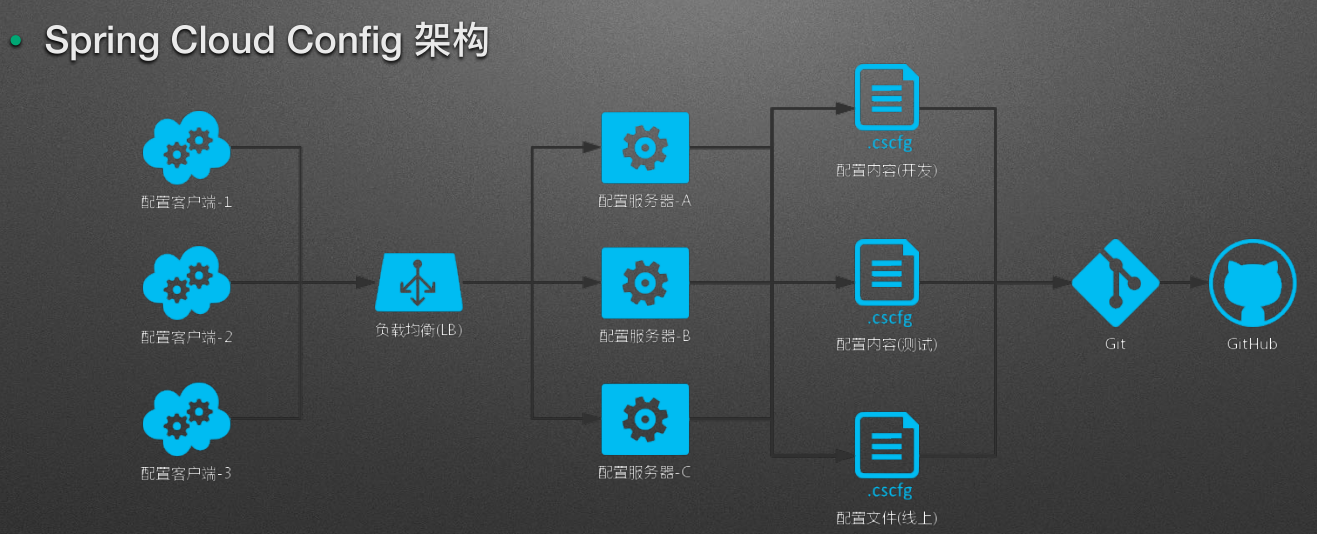 Spring Cloud Config 架构
配置客户端-1
配置客户端-2
配置客户端-3
负载均衡(LB)
配置服务器-A
配置服务器-B
配置服务器-C
.cscfg
配置内容(开发)
.cscfg
配置内容(测试)
.cscfg
配置文件(线上)
Git
GitHub